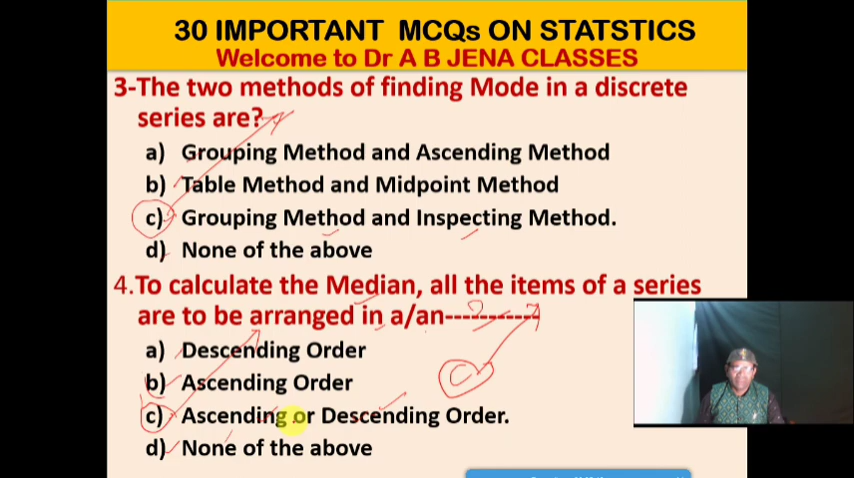 30 IMPORTANT MCQs ON STATSTICS
Welcome to Dr A B JENA CLASSES
3-The two methods of finding Mode in a discrete
series are?
a) Grouping Method and Ascending Method
b) Table Method and Midpoint Method
c) Grouping Method and Inspecting Method.
d) None of the above
4.To calculate the Median, all the items of a series
are to be arranged in a/an-----------
a) Descending Order
b) Ascending Order
c) Ascending or Descending Order.
d) None of the above
C